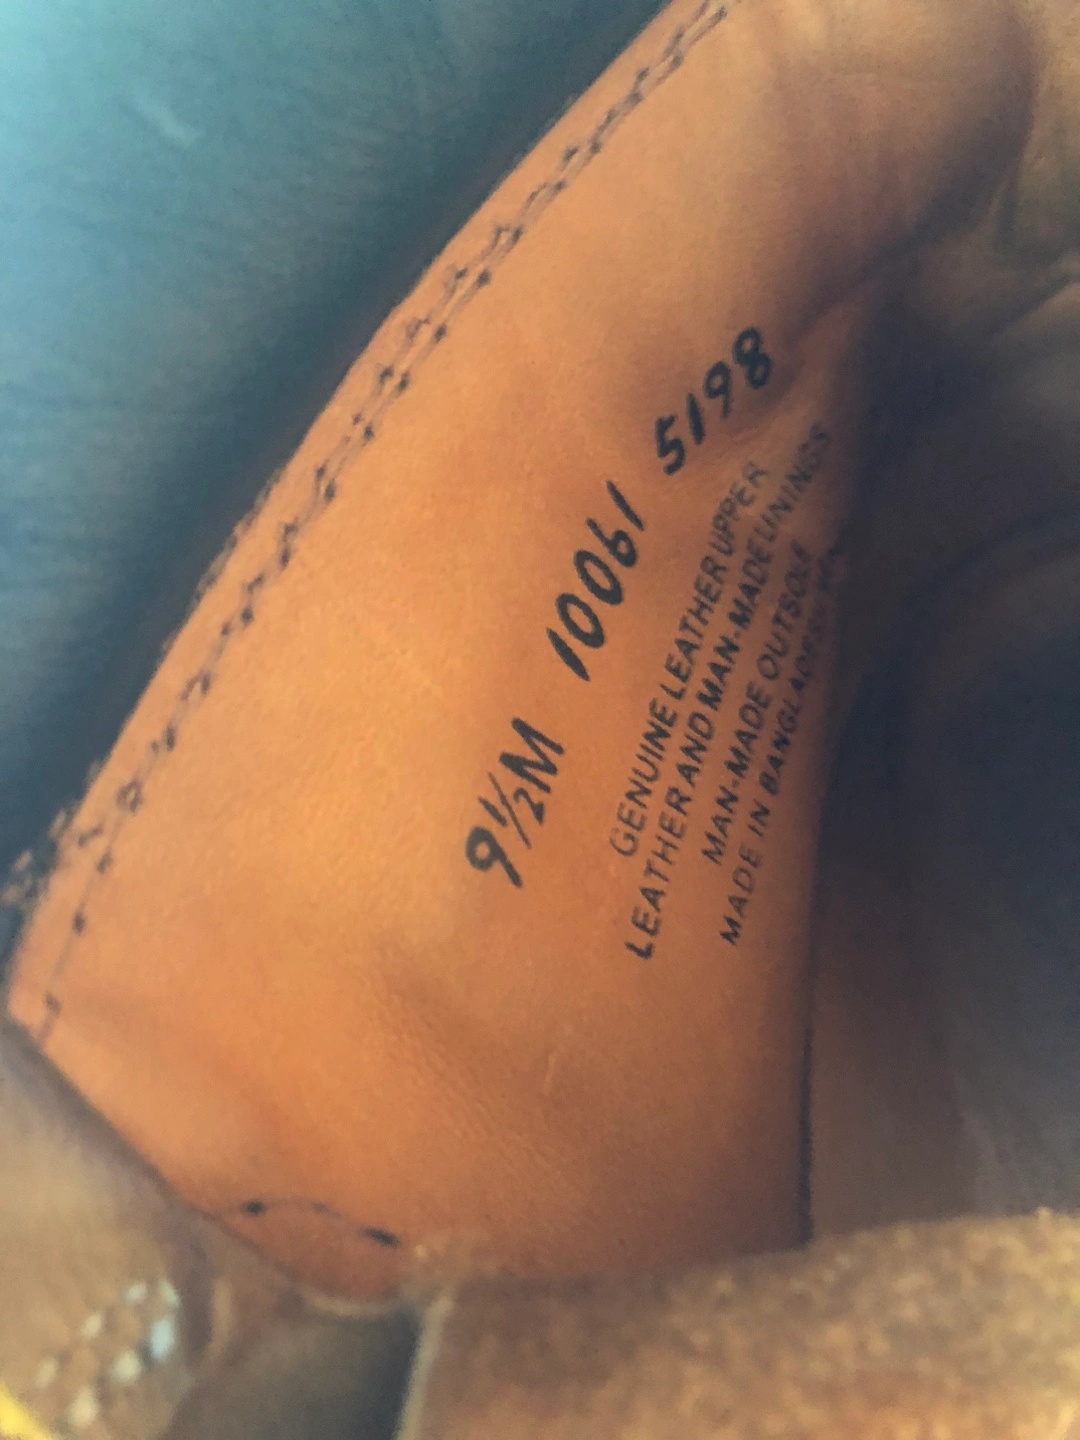 9½M 10061 5198
GENUINE LEATHER UPPER
LEATHER AND MAN-MADE LININGS
MAN-MADE OUTSOLE
MADE IN BANGLADESH